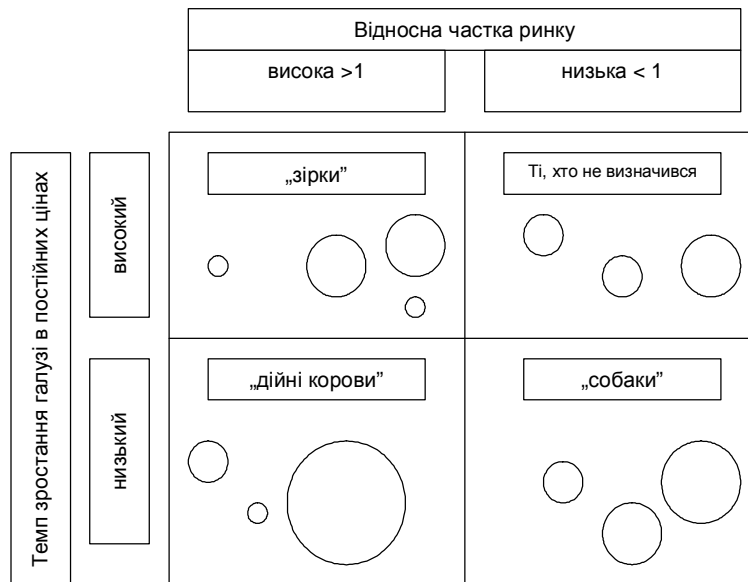 Відносна частка ринку
висока >1
низька < 1
Темп зростання галузі в постійних цінах
високий
„зірки”
Ті, хто не визначився
низький
„дійні корови”
„собаки”